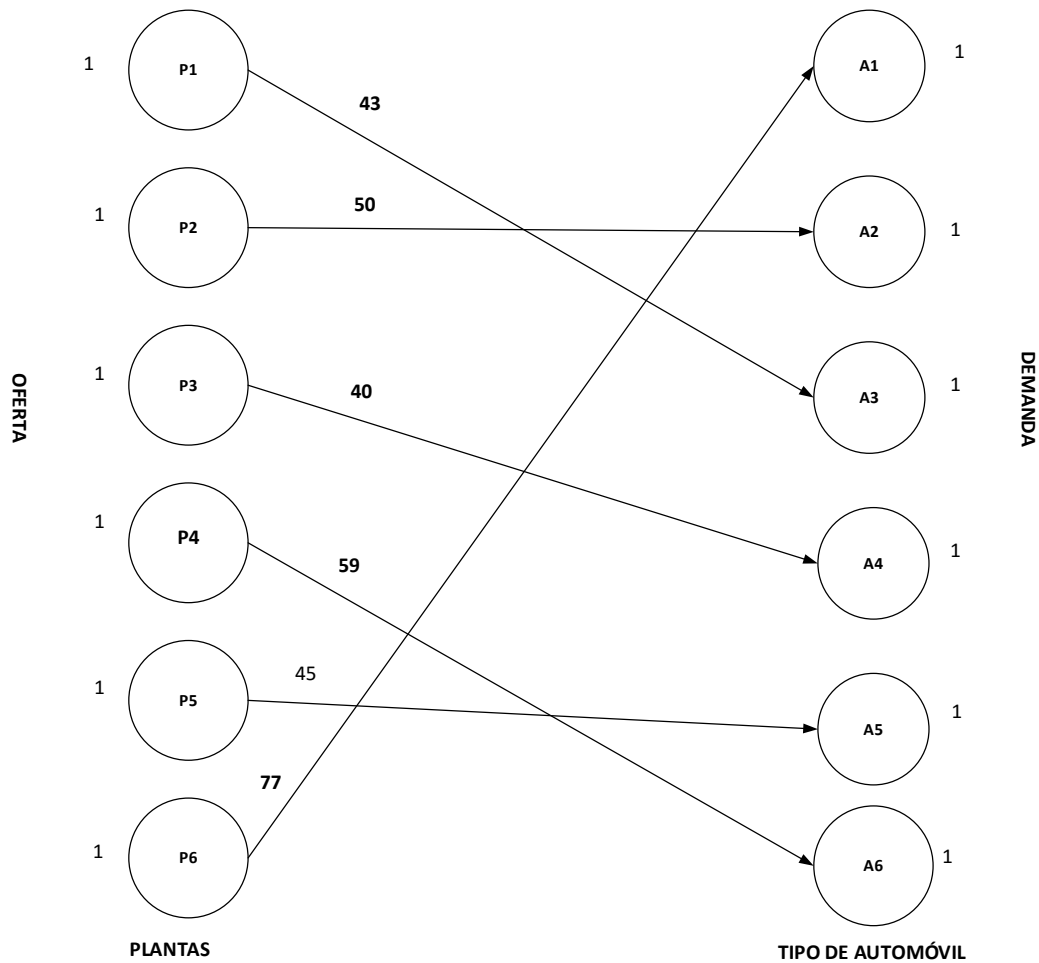 1
P1
43
A1
1
1
P2
50
A2
1
1
P3
40
A3
1
OFERTA
DEMANDA
1
P4
59
A4
1
1
P5
45
A5
1
1
P6
77
A6
1
PLANTAS
TIPO DE AUTOMÓVIL